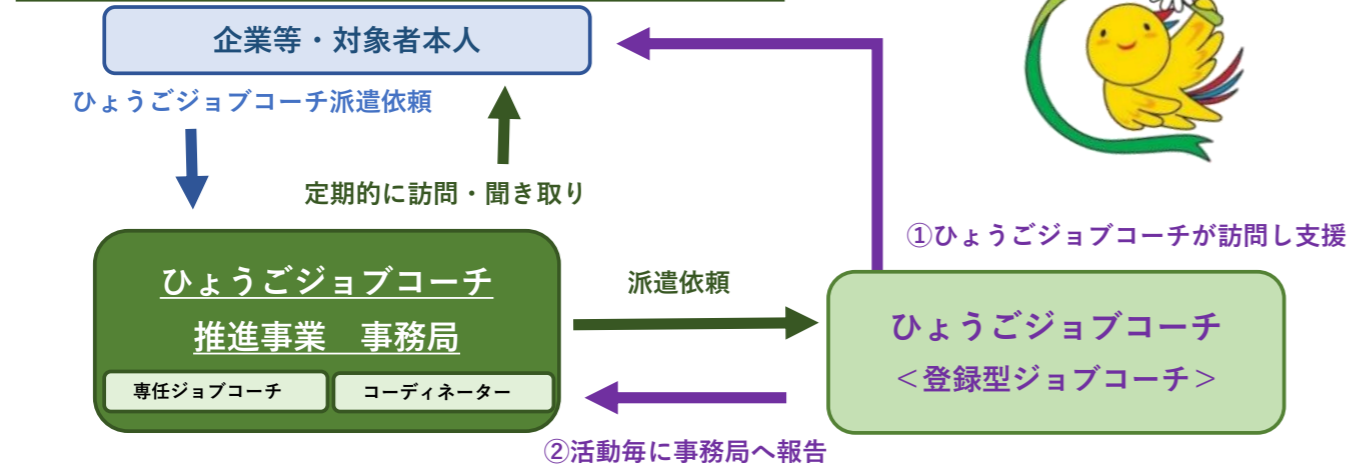 企業等・対象者本人
ひょうごジョブコーチ派遣依頼
定期的に訪問・聞き取り
①ひょうごジョブコーチが訪問し支援
ひょうごジョブコーチ
推進事業　事務局
専任ジョブコーチ
コーディネーター
派遣依頼
ひょうごジョブコーチ
＜登録型ジョブコーチ＞
②活動毎に事務局へ報告